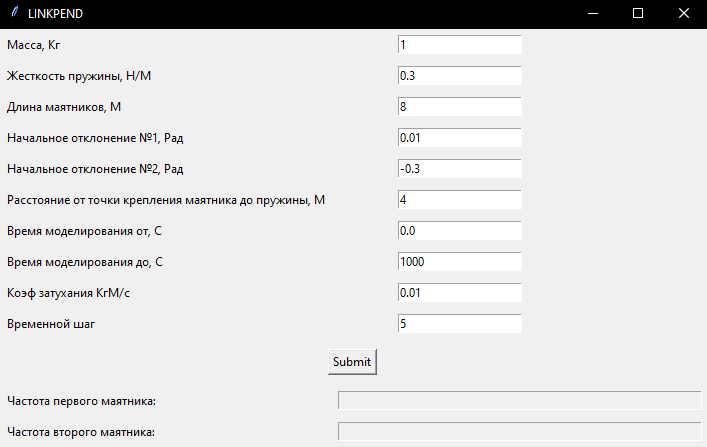 LINKPEND
Масса, Кг 1
Жесткость пружины, Н/М 0.3
Длина маятников, М 8
Начальное отклонение №1, Рад 0.01
Начальное отклонение №2, Рад -0.3
Расстояние от точки крепления маятника до пружины, М 4
Время моделирования от, С 0.0
Время моделирования до, С 1000
Коэф затухания КгМ/с 0.01
Временной шаг 5
Submit
Частота первого маятника:
Частота второго маятника: